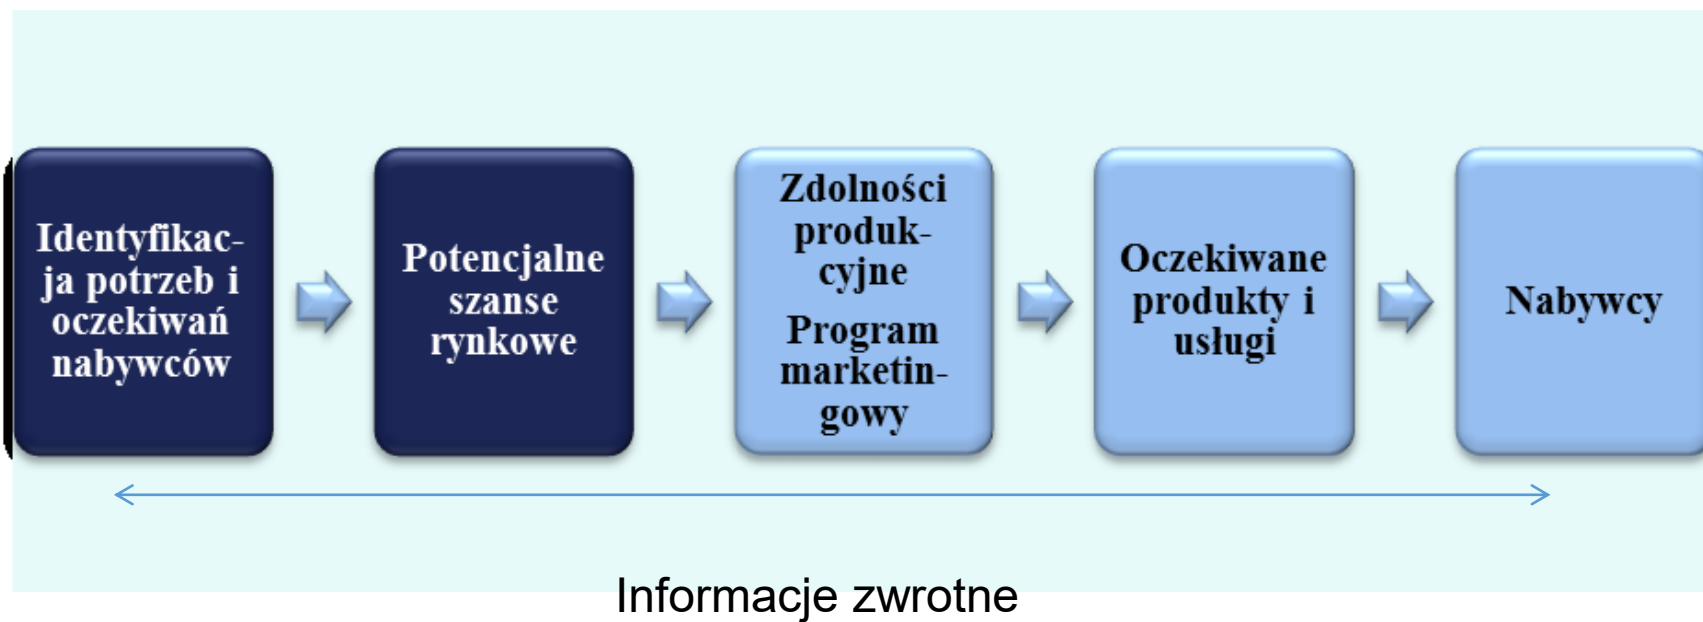 Identyfikac-
ja potrzeb i
oczekiwań
nabywców
Potencjalne
szanse
rynkowe
Zdolności
produk-
cyjne
Program
marketin-
gowy
Oczekiwane
produkty i
usługi
Nabywcy
Informacje zwrotne